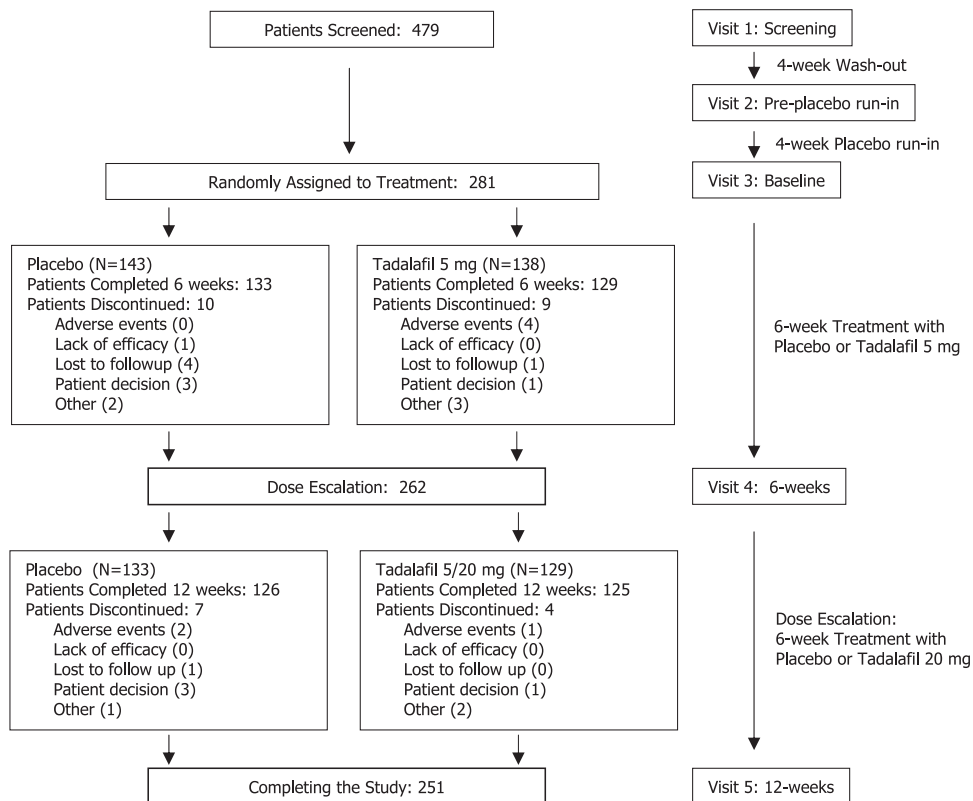 Patients Screened: 479
Randomly Assigned to Treatment: 281
Placebo (N=143)
Patients Completed 6 weeks: 133
Patients Discontinued: 10
Adverse events (0)
Lack of efficacy (1)
Lost to followup (4)
Patient decision (3)
Other (2)
Tadalafil 5 mg (N=138)
Patients Completed 6 weeks: 129
Patients Discontinued: 9
Adverse events (4)
Lack of efficacy (0)
Lost to followup (1)
Patient decision (1)
Other (3)
Dose Escalation: 262
Placebo (N=133)
Patients Completed 12 weeks: 126
Patients Discontinued: 7
Adverse events (2)
Lack of efficacy (0)
Lost to follow up (1)
Patient decision (3)
Other (1)
Tadalafil 5/20 mg (N=129)
Patients Completed 12 weeks: 125
Patients Discontinued: 4
Adverse events (1)
Lack of efficacy (0)
Lost to follow up (0)
Patient decision (1)
Other (2)
Completing the Study: 251
Visit 1: Screening
4-week Wash-out
Visit 2: Pre-placebo run-in
4-week Placebo run-in
Visit 3: Baseline
6-week Treatment with
Placebo or Tadalafil 5 mg
Visit 4: 6-weeks
Dose Escalation:
6-week Treatment with
Placebo or Tadalafil 20 mg
Visit 5: 12-weeks